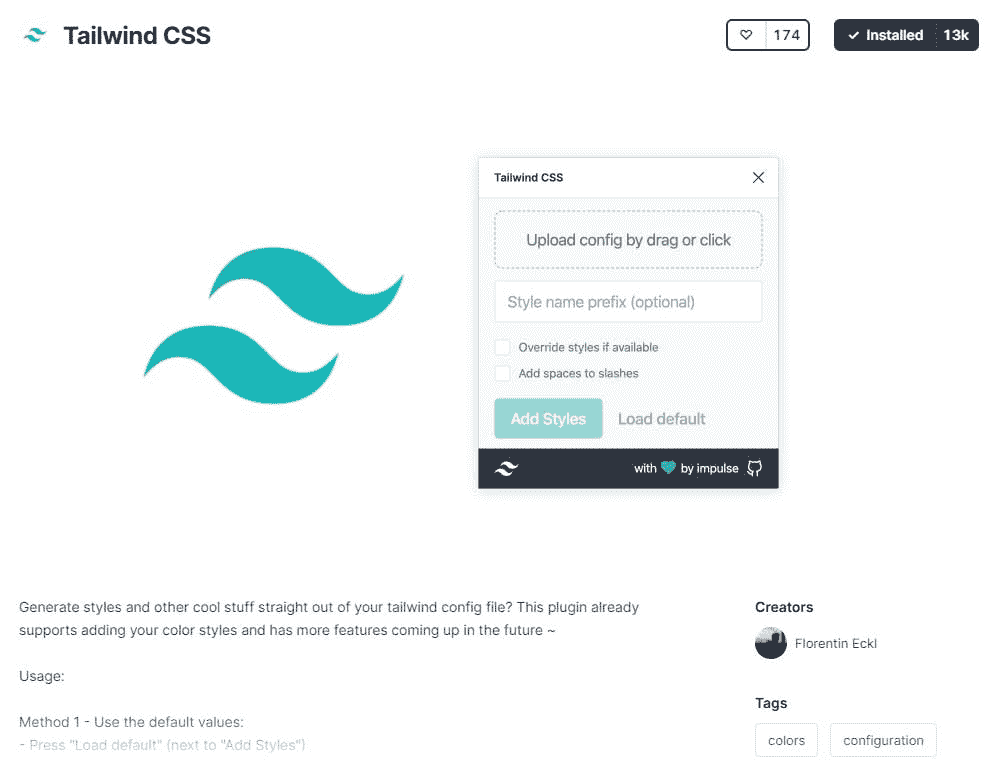 Tailwind CSS
174
Installed 13k
Tailwind CSS
Upload config by drag or click
Style name prefix (optional)
Override styles if available
Add spaces to slashes
Add Styles Load default
with by impulse
Generate styles and other cool stuff straight out of your tailwind config file? This plugin already
supports adding your color styles and has more features coming up in the future ~
Usage:
Method 1 - Use the default values:
- Press "Load default" (next to "Add Styles")
Creators
Florentin Eckl
Tags
colors
configuration